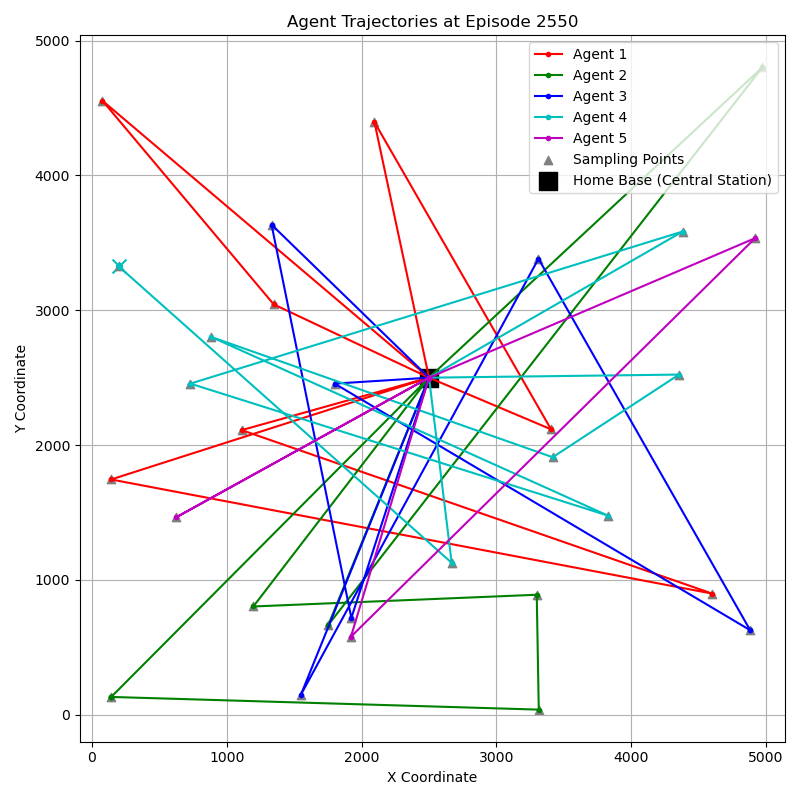 Agent Trajectories at Episode 2550
Agent 1
Agent 2
Agent 3
Agent 4
Agent 5
Sampling Points
Home Base (Central Station)
Y Coordinate
5000
4000
3000
2000
1000
0
0 1000 2000 3000 4000 5000
X Coordinate